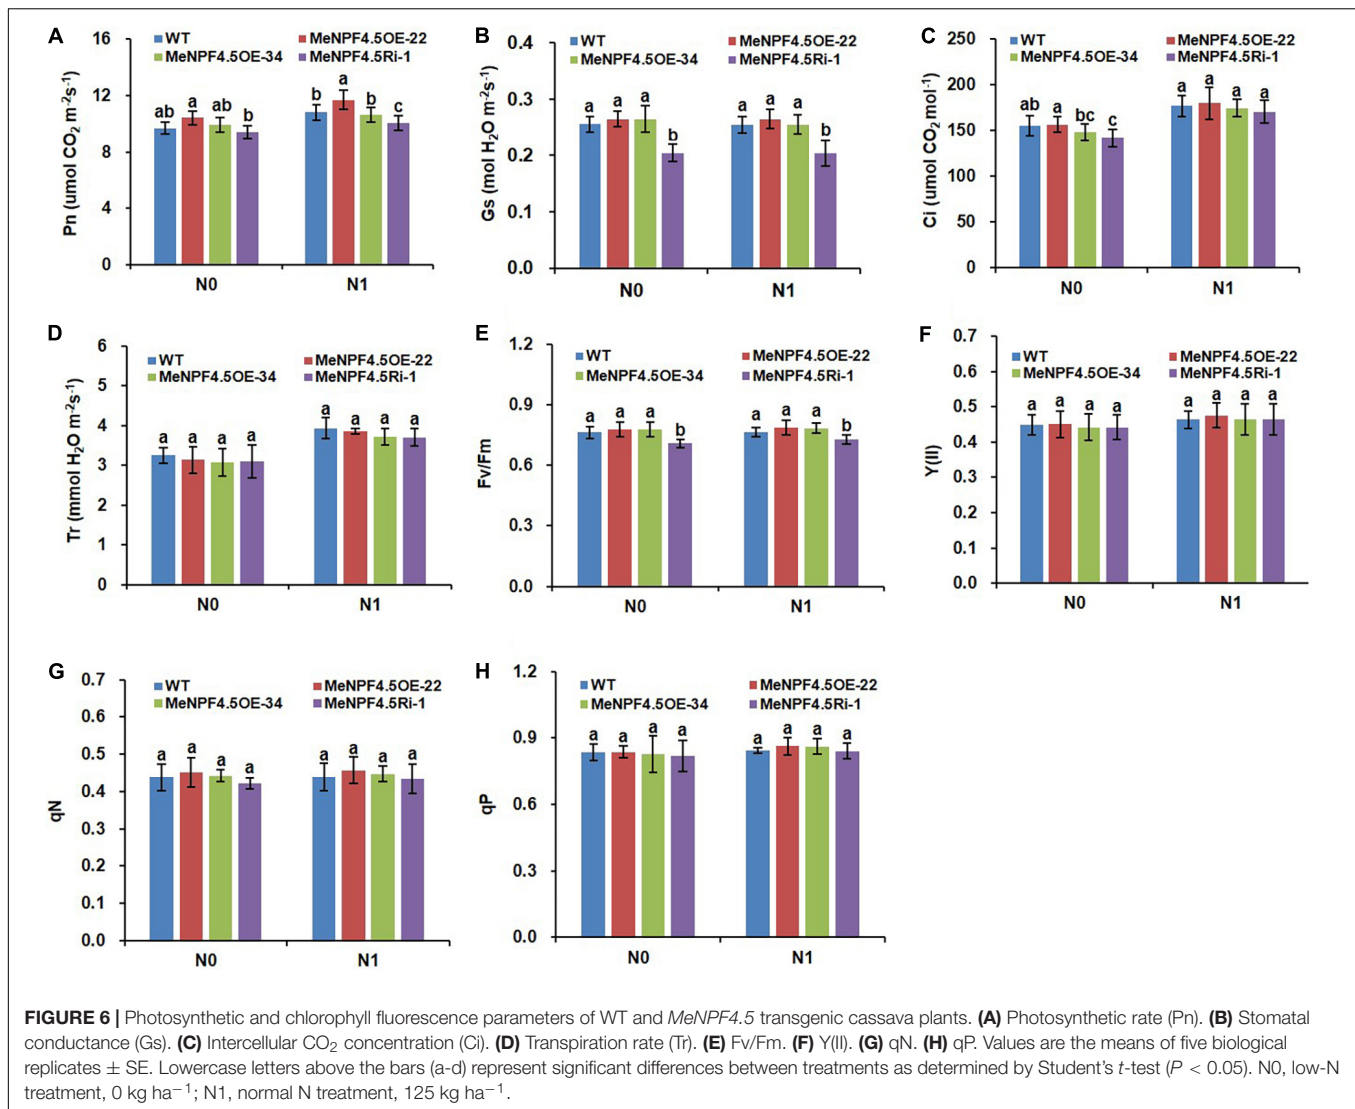 A
WT
MeNPF4.5OE-22
MeNPF4.5OE-34
MeNPF4.5Ri-1
Pn (umol CO2 m-2s-1)
16
12
8
4
0
ab a ab b
b a b c
N0 N1
B
WT
MeNPF4.5OE-22
MeNPF4.5OE-34
MeNPF4.5Ri-1
Gs (mol H2O m-2s-1)
0.4
0.3
0.2
0.1
0.0
a a a b
a a a b
N0 N1
C
WT
MeNPF4.5OE-22
MeNPF4.5OE-34
MeNPF4.5Ri-1
Ci (umol CO2 mol-1)
250
200
150
100
50
0
ab a bc c
a a a a
N0 N1
D
WT
MeNPF4.5OE-22
MeNPF4.5OE-34
MeNPF4.5Ri-1
Tr (mmol H2O m-2s-1)
6
5
4
3
2
1
0
a a a a
a a a a
N0 N1
E
WT
MeNPF4.5OE-22
MeNPF4.5OE-34
MeNPF4.5Ri-1
Fv/Fm
1.2
0.9
0.6
0.3
0.0
a a a b
a a a b
N0 N1
F
WT
MeNPF4.5OE-22
MeNPF4.5OE-34
MeNPF4.5Ri-1
Y(II)
0.7
0.6
0.5
0.4
0.3
0.2
0.1
0.0
a a a a
a a a a
N0 N1
G
WT
MeNPF4.5OE-22
MeNPF4.5OE-34
MeNPF4.5Ri-1
qN
0.7
0.6
0.5
0.4
0.3
0.2
0.1
0.0
a a a a
a a a a
N0 N1
H
WT
MeNPF4.5OE-22
MeNPF4.5OE-34
MeNPF4.5Ri-1
qP
1.2
0.9
0.6
0.3
0.0
a a a a
a a a a
N0 N1
FIGURE 6 | Photosynthetic and chlorophyll fluorescence parameters of WT and MeNPF4.5 transgenic cassava plants. (A) Photosynthetic rate (Pn). (B) Stomatal
conductance (Gs). (C) Intercellular CO2 concentration (Ci). (D) Transpiration rate (Tr). (E) Fv/Fm. (F) Y(II). (G) qN. (H) qP. Values are the means of five biological
replicates ± SE. Lowercase letters above the bars (a-d) represent significant differences between treatments as determined by Student's t-test (P < 0.05). N0, low-N
treatment, 0 kg ha−1; N1, normal N treatment, 125 kg ha−1.